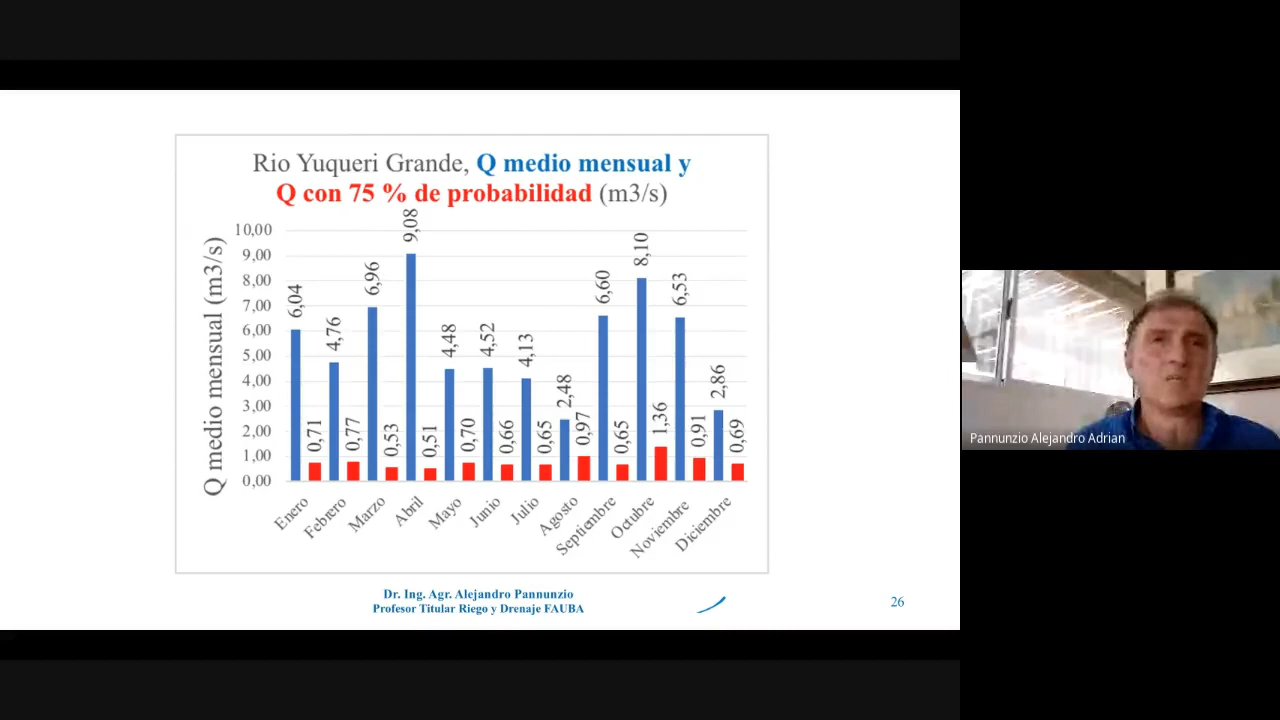 Rio Yuqueri Grande, Q medio mensual y
Q con 75 % de probabilidad (m3/s)
Q medio mensual (m3/s)
10,00
9,00
8,00
7,00
6,00
5,00
4,00
3,00
2,00
1,00
0,00
6,04
0,71
4,76
0,77
6,96
0,53
9,08
0,51
4,48
0,70
4,52
0,66
4,13
0,65
2,48
0,97
6,60
0,65
8,10
1,36
6,53
0,91
2,86
0,69
Enero
Febrero
Marzo
Abril
Mayo
Junio
Julio
Agosto
Septiembre
Octubre
Noviembre
Diciembre
Dr. Ing. Agr. Alejandro Pannunzio
Profesor Titular Riego y Drenaje FAUBA
26
Pannunzio Alejandro Adrian